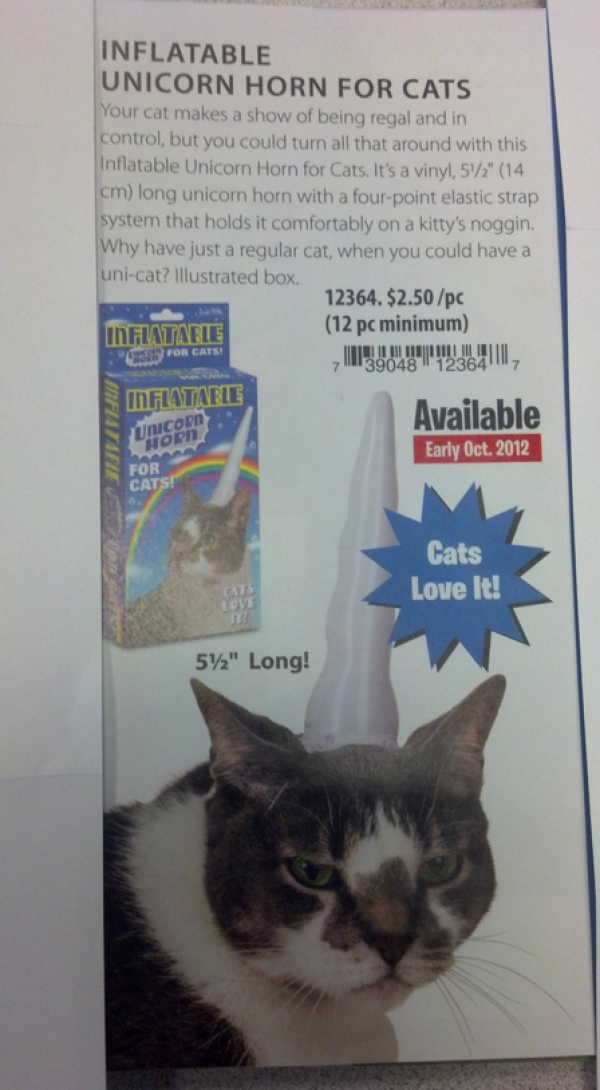 INFLATABLE
UNICORN HORN FOR CATS
Your cat makes a show of being regal and in
control, but you could turn all that around with this
Inflatable Unicorn Horn for Cats. It's a vinyl, 5½" (14
cm) long unicorn horn with a four-point elastic strap
system that holds it comfortably on a kitty's noggin.
Why have just a regular cat, when you could have a
uni-cat? Illustrated box.
12364. $2.50 /pc
(12 pc minimum)
7 39048 12364 7
Available
Early Oct. 2012
Cats
Love It!
INFLATABLE
UNICORN
HORN
FOR CATS!
INFLATABLE
INFLATABLE
UNICORN
HORN
FOR
CATS!
CATS
LOVE
IT!
5½" Long!